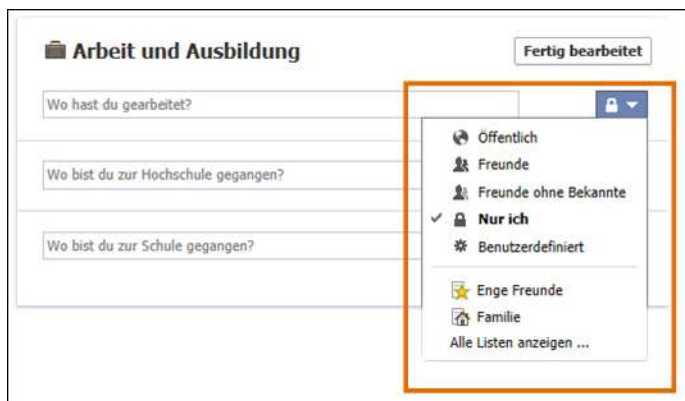 Arbeit und Ausbildung
Fertig bearbeitet
Wo hast du gearbeitet?
Öffentlich
Freunde
Wo bist du zur Hochschule gegangen?
Freunde ohne Bekannte
Nur ich
Wo bist du zur Schule gegangen?
Benutzerdefiniert
Enge Freunde
Familie
Alle Listen anzeigen ...